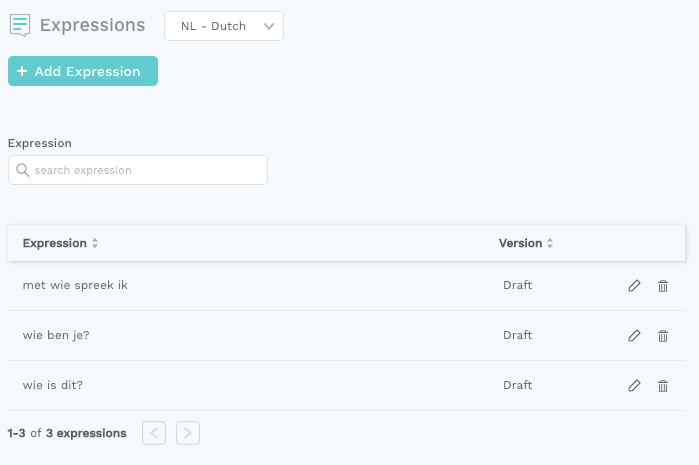 Expressions NL - Dutch
+ Add Expression
Expression
search expression
Expression Version
met wie spreek ik Draft
wie ben je? Draft
wie is dit? Draft
1-3 of 3 expressions